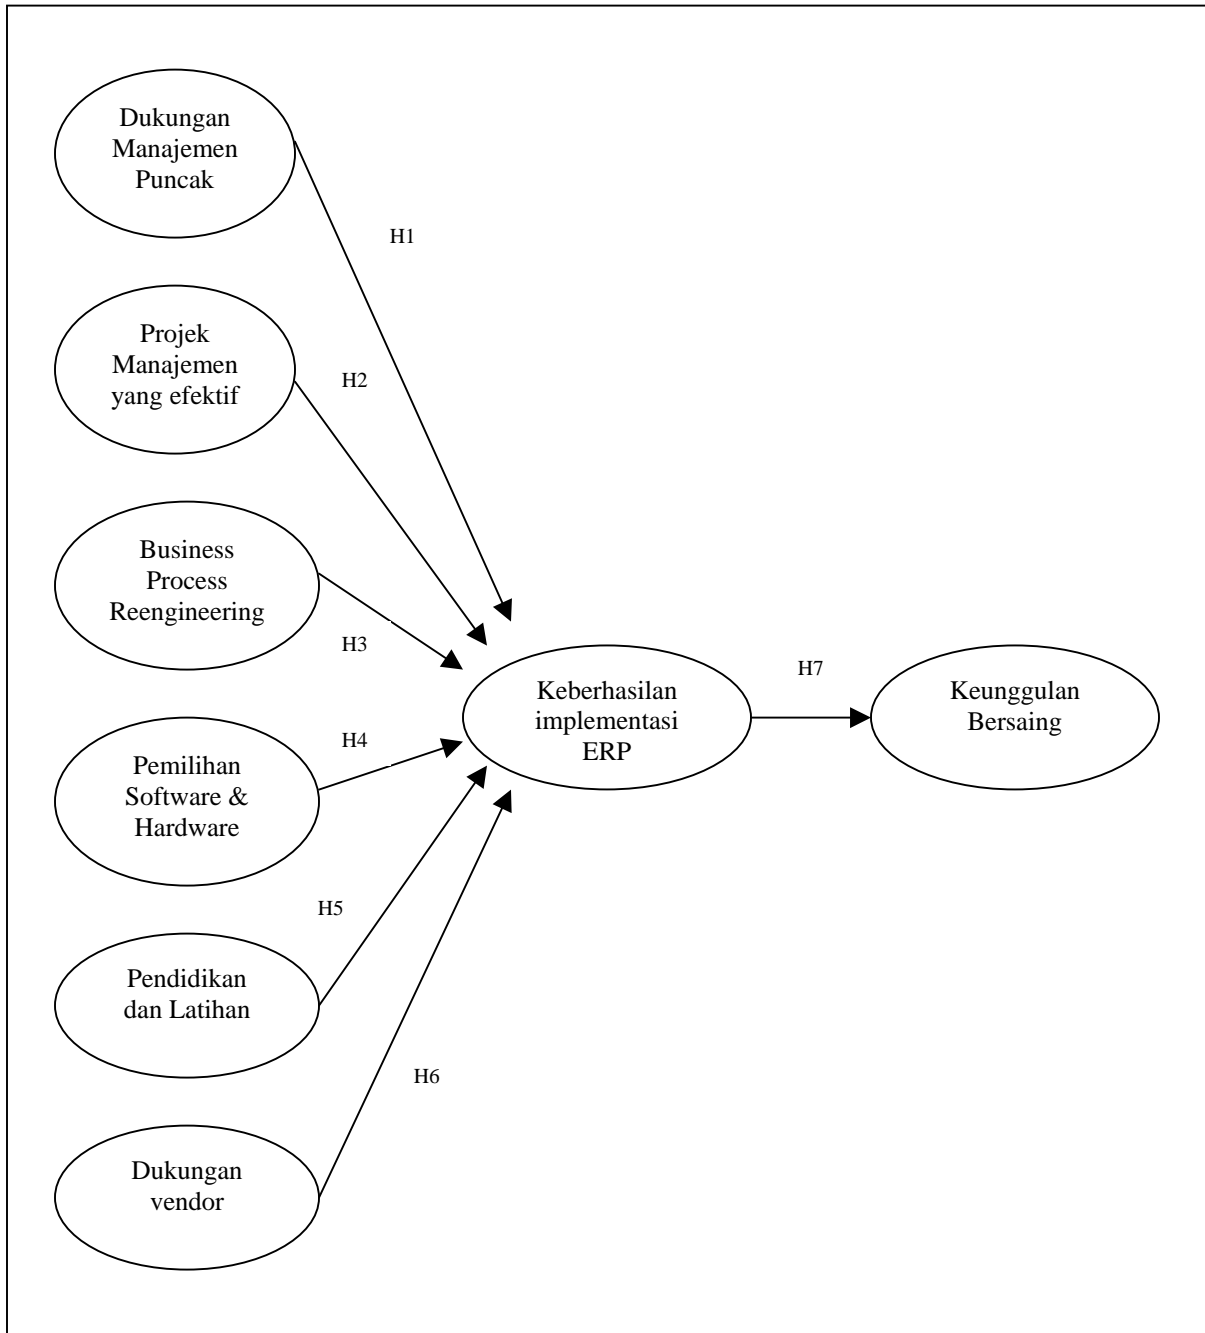 Dukungan
Manajemen
Puncak
H1
Projek
Manajemen
yang efektif
H2
Business
Process
Reengineering
H3
Pemilihan
Software &
Hardware
H4
Pendidikan
dan Latihan
H5
Dukungan
vendor
H6
Keberhasilan
implementasi
ERP
H7
Keunggulan
Bersaing